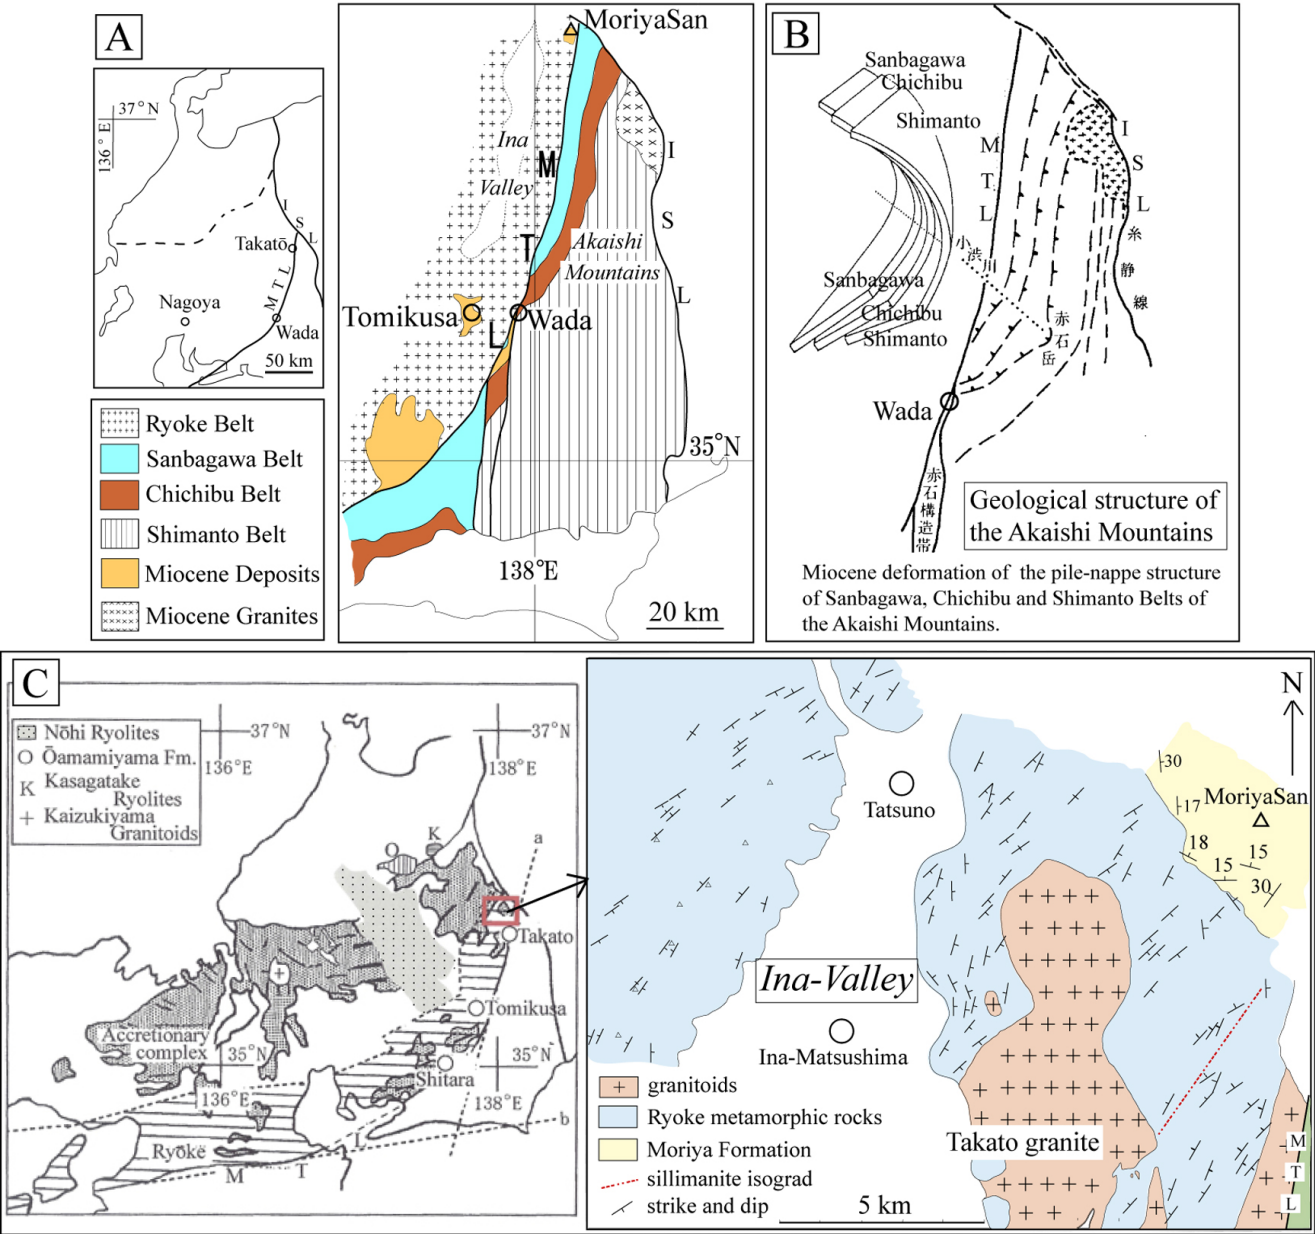 A
37°N
136°E
I
S
L
Takatō
M T L
Nagoya
Wada
50 km
Ryoke Belt
Sanbagawa Belt
Chichibu Belt
Shimanto Belt
Miocene Deposits
Miocene Granites
MoriyaSan
Ina
Valley
M
T
L
I
S
L
Akaishi
Mountains
Tomikusa
Wada
35°N
138°E
20 km
B
Sanbagawa
Chichibu
Shimanto
M
T
L
I
S
L
糸
静
線
小
渋
川
赤
石
岳
Sanbagawa
Chichibu
Shimanto
Wada
赤
石
構
造
帯
Geological structure of
the Akaishi Mountains
Miocene deformation of the pile-nappe structure
of Sanbagawa, Chichibu and Shimanto Belts of
the Akaishi Mountains.
C
Nōhi Ryolites
Ōamamiyama Fm.
K Kasagatake
Ryolites
+ Kaizukiyama
Granitoids
37°N
136°E
37°N
138°E
O
K
a
Takato
Tomikusa
Accretionary
complex
35°N
136°E
35°N
Shitara
138°E
b
Ryoke
M
T
L
N
30
17
MoriyaSan
18
15
15
30
Tatsuno
Ina-Valley
Ina-Matsushima
granitoids
Ryoke metamorphic rocks
Moriya Formation
sillimanite isograd
strike and dip
Takato granite
5 km
M
T
L